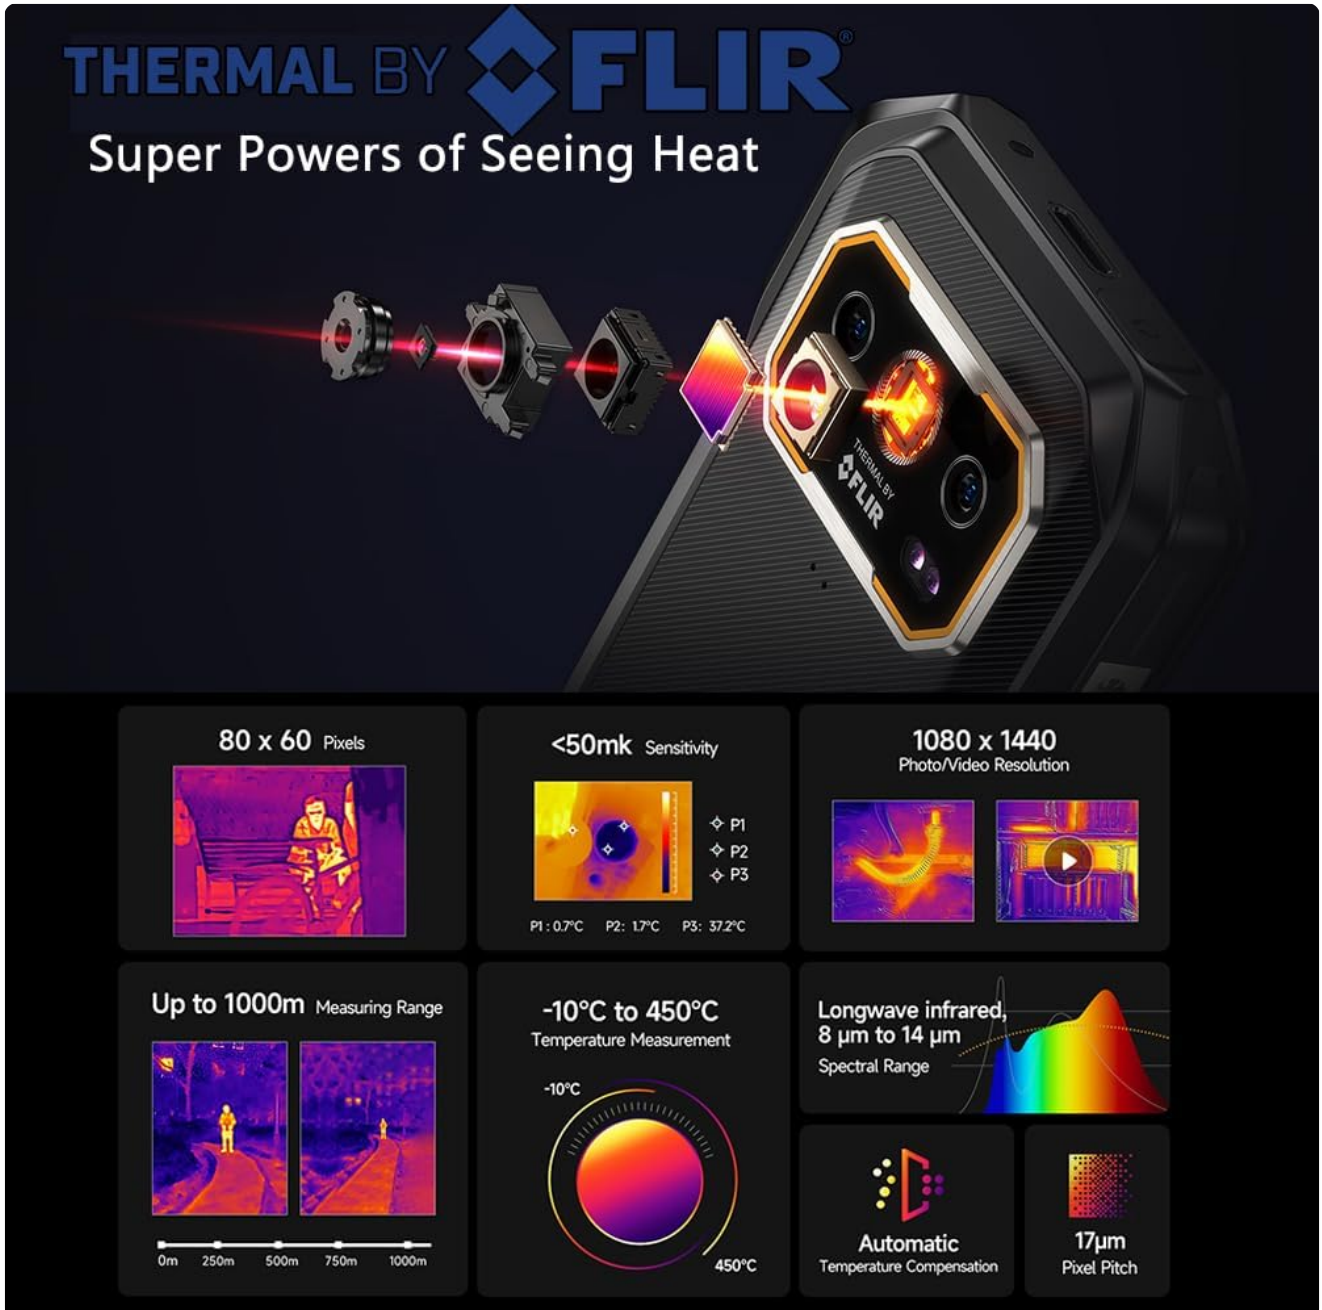 THERMAL BY FLIR®
Super Powers of Seeing Heat
THERMAL BY
FLIR
80 x 60 Pixels
<50mk Sensitivity
P1
P2
P3
P1 : 0.7°C P2: 1.7°C P3: 37.2°C
1080 x 1440
Photo/Video Resolution
Up to 1000m Measuring Range
0m 250m 500m 750m 1000m
-10°C to 450°C
Temperature Measurement
-10°C
450°C
Longwave infrared,
8 µm to 14 µm
Spectral Range
Automatic
Temperature Compensation
17µm
Pixel Pitch